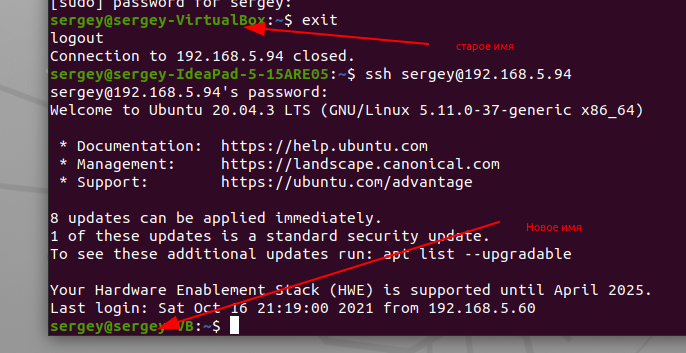 [sudo] password for sergey:
sergey@sergey-VirtualBox:~$ exit
logout
старое имя
Connection to 192.168.5.94 closed.
sergey@sergey-IdeaPad-5-15ARE05:~$ ssh sergey@192.168.5.94
sergey@192.168.5.94's password:
Welcome to Ubuntu 20.04.3 LTS (GNU/Linux 5.11.0-37-generic x86_64)
* Documentation: https://help.ubuntu.com
* Management: https://landscape.canonical.com
* Support: https://ubuntu.com/advantage
8 updates can be applied immediately.
Новое имя
1 of these updates is a standard security update.
To see these additional updates run: apt list --upgradable
Your Hardware Enablement Stack (HWE) is supported until April 2025.
Last login: Sat Oct 16 21:19:00 2021 from 192.168.5.60
sergey@sergey-VB:~$